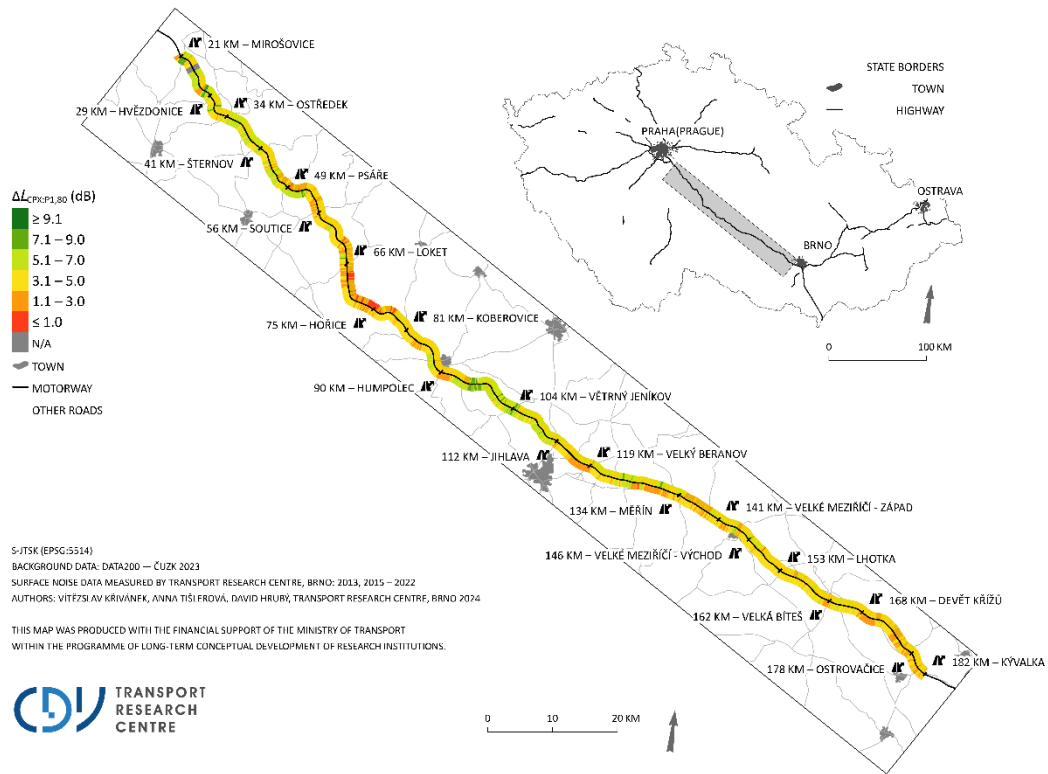 21 KM – MIROŠOVICE
29 KM – HVĚZDONICE
34 KM – OSTŘEDEK
41 KM – ŠTERNOV
49 KM – PSÁŘE
56 KM – SOUTICE
66 KM – LOKET
75 KM – HOŘICE
81 KM – KOBEROVICE
90 KM – HUMPOLEC
104 KM – VĚTRNÝ JENÍKOV
112 KM – JIHLAVA
119 KM – VELKÝ BERANOV
134 KM – MĚŘÍN
141 KM – VELKÉ MEZIŘÍČÍ - ZÁPAD
146 KM – VELKÉ MEZIŘÍČÍ - VÝCHOD
153 KM – LHOTKA
162 KM – VELKÁ BÍTEŠ
168 KM – DEVĚT KŘÍŽŮ
178 KM – OSTROVAČICE
182 KM – KÝVALKA
STATE BORDERS
TOWN
HIGHWAY
PRAHA(PRAGUE)
OSTRAVA
BRNO
0 100 KM
ΔL_CPX:P1,80 (dB)
≥ 9.1
7.1 – 9.0
5.1 – 7.0
3.1 – 5.0
1.1 – 3.0
≤ 1.0
N/A
TOWN
MOTORWAY
OTHER ROADS
S-JTSK (EPSG:5514)
BACKGROUND DATA: DATA200 — ČUZK 2023
SURFACE NOISE DATA MEASURED BY TRANSPORT RESEARCH CENTRE, BRNO: 2013, 2015 – 2022
AUTHORS: VÍTĚZSLAV KŘIVÁNEK, ANNA TIŠLEROVÁ, DAVID HRUBÝ, TRANSPORT RESEARCH CENTRE, BRNO 2024
THIS MAP WAS PRODUCED WITH THE FINANCIAL SUPPORT OF THE MINISTRY OF TRANSPORT
WITHIN THE PROGRAMME OF LONG-TERM CONCEPTUAL DEVELOPMENT OF RESEARCH INSTITUTIONS.
CDV
TRANSPORT
RESEARCH
CENTRE
0 10 20 KM